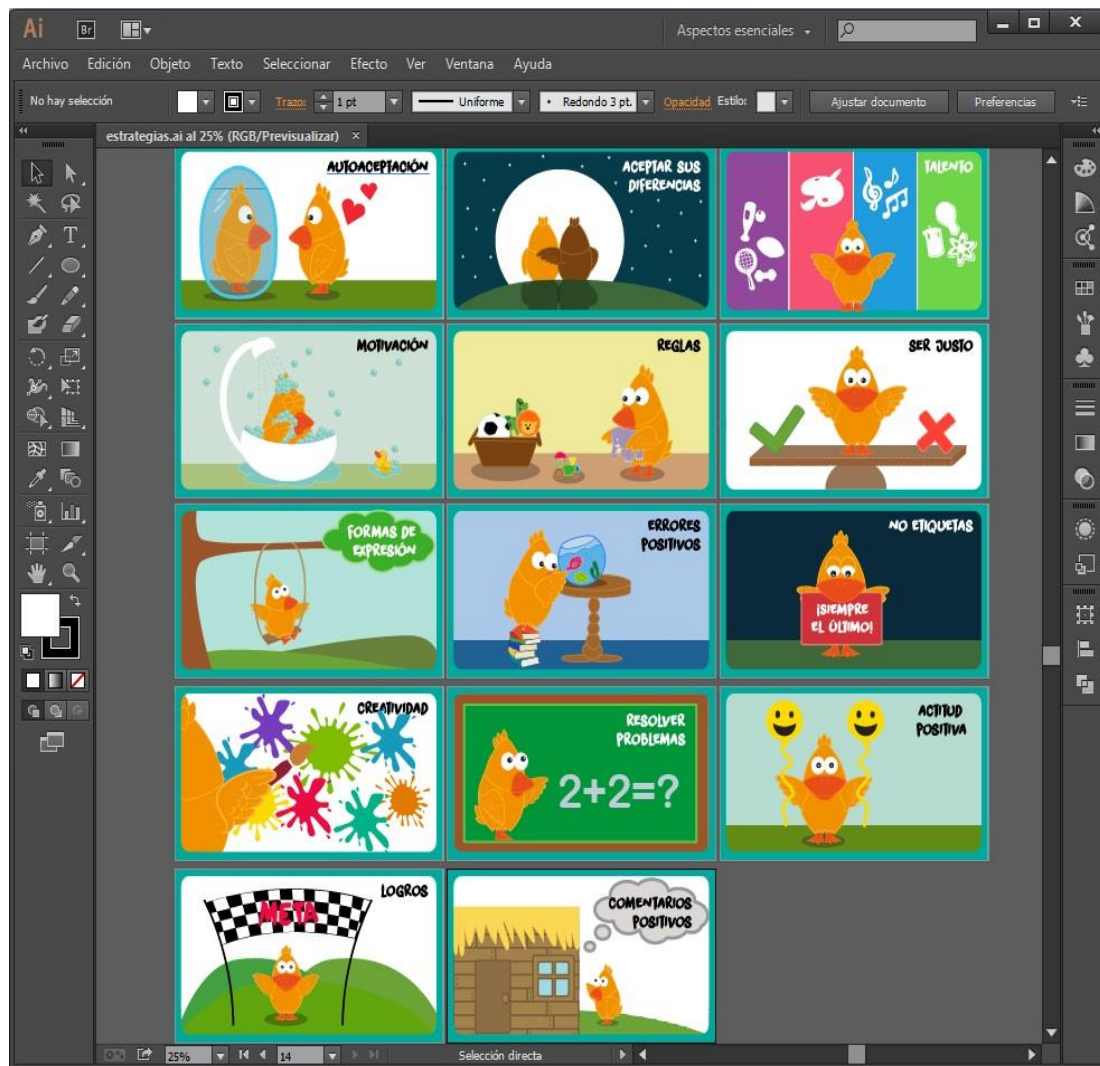 Ai Br Aspectos esenciales
Archivo Edición Objeto Texto Seleccionar Efecto Ver Ventana Ayuda
No hay selección Trazo: 1 pt Uniforme Redondo 3 pt. Opacidad Estilo: Ajustar documento Preferencias
estrategias.ai al 25% (RGB/Previsualizar) ×
AUTOACEPTACIÓN
ACEPTAR SUS
DIFERENCIAS
TALENTO
MOTIVACIÓN
REGLAS
SER JUSTO
FORMAS DE
EXPRESIÓN
ERRORES
POSITIVOS
NO ETIQUETAS
¡SIEMPRE
EL ÚLTIMO!
CREATIVIDAD
RESOLVER
PROBLEMAS
2+2=?
ACTITUD
POSITIVA
LOGROS
META
COMENTARIOS
POSITIVOS
25% 14 Selección directa